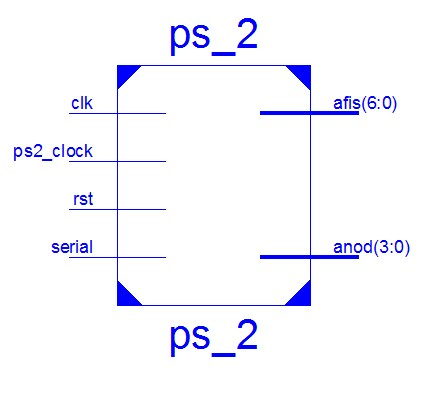 ps_2
clk
afis(6:0)
ps2_clock
rst
serial
anod(3:0)
ps_2